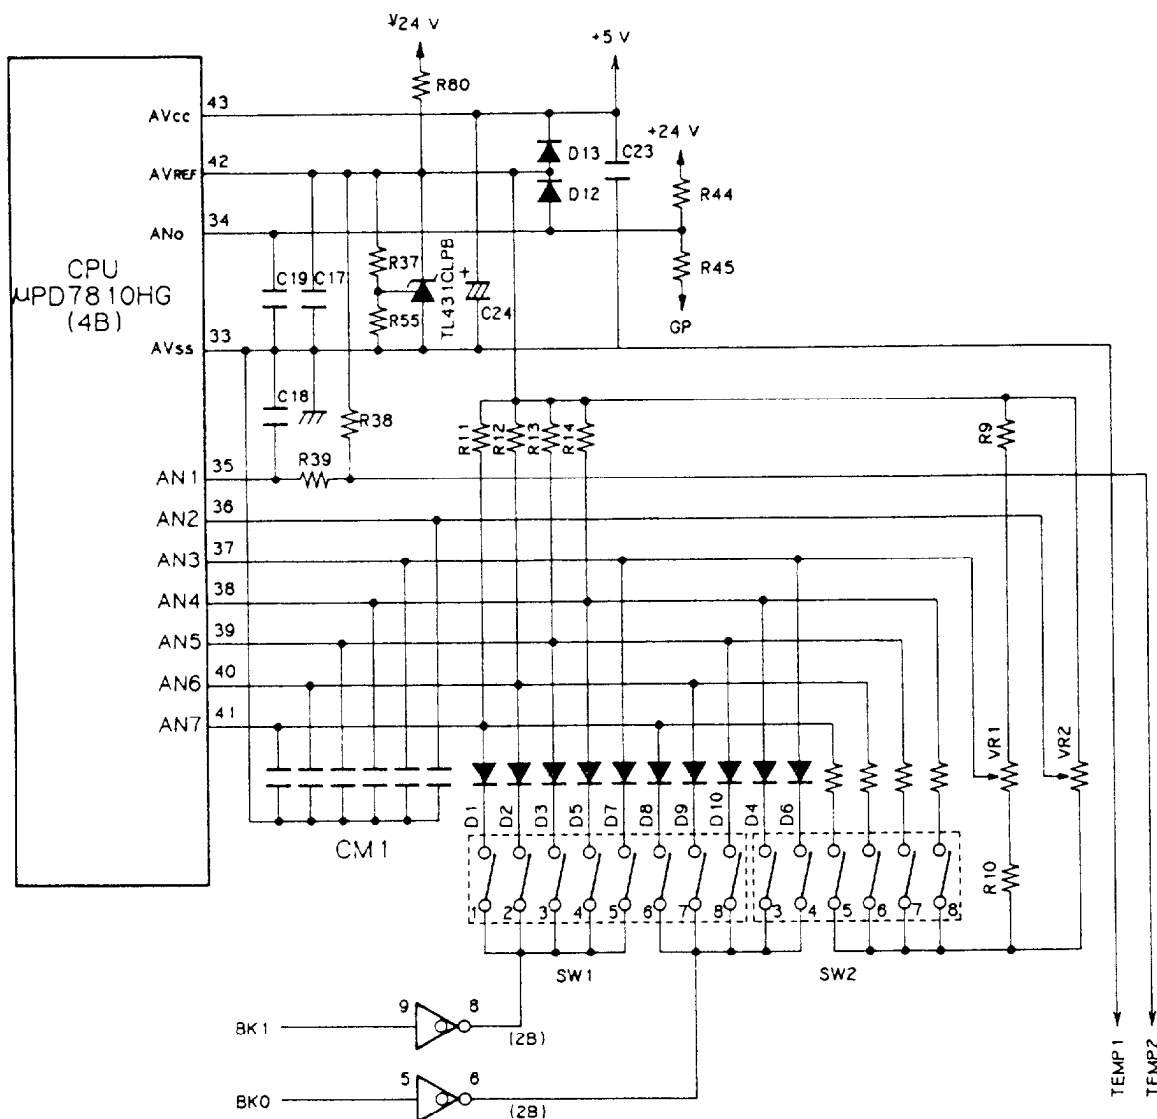 V24 V
+5 V
R80
43
AVcc
+24 V
D13
C23
42
AVREF
D12
R44
34
ANo
CPU
µPD7810HG
(4B)
C19
C17
R37
R55
TL431CLPB
+
C24
R45
GP
33
AVss
C18
R38
R11
R12
R13
R14
R9
35
AN1
R39
36
AN2
37
AN3
38
AN4
39
AN5
40
AN6
41
AN7
VR1
VR2
D1
D2
D3
D5
D7
D8
D9
D10
D4
D6
CM1
R10
1
2
3
4
5
6
7
8
3
4
5
6
7
8
SW1
SW2
BK1
9
8
(2B)
BK0
5
6
(2B)
TEMP1
TEMP2